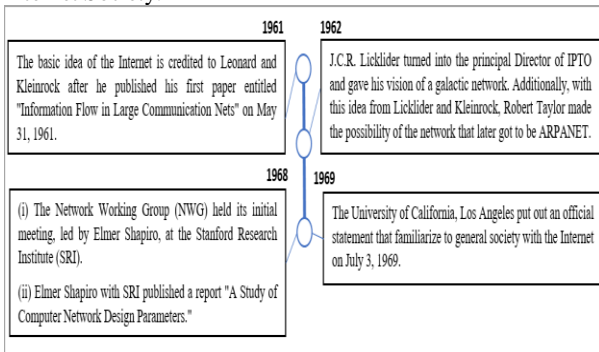 1961
The basic idea of the Internet is credited to Leonard and
Kleinrock after he published his first paper entitled
"Information Flow in Large Communication Nets" on May
31, 1961.
1962
J.C.R. Licklider turned into the principal Director of IPTO
and gave his vision of a galactic network. Additionally, with
this idea from Licklider and Kleinrock, Robert Taylor made
the possibility of the network that later got to be ARPANET.
1968
(i) The Network Working Group (NWG) held its initial
meeting, led by Elmer Shapiro, at the Stanford Research
Institute (SRI).
(ii) Elmer Shapiro with SRI published a report "A Study of
Computer Network Design Parameters."
1969
The University of California, Los Angeles put out an official
statement that familiarize to general society with the Internet
on July 3, 1969.